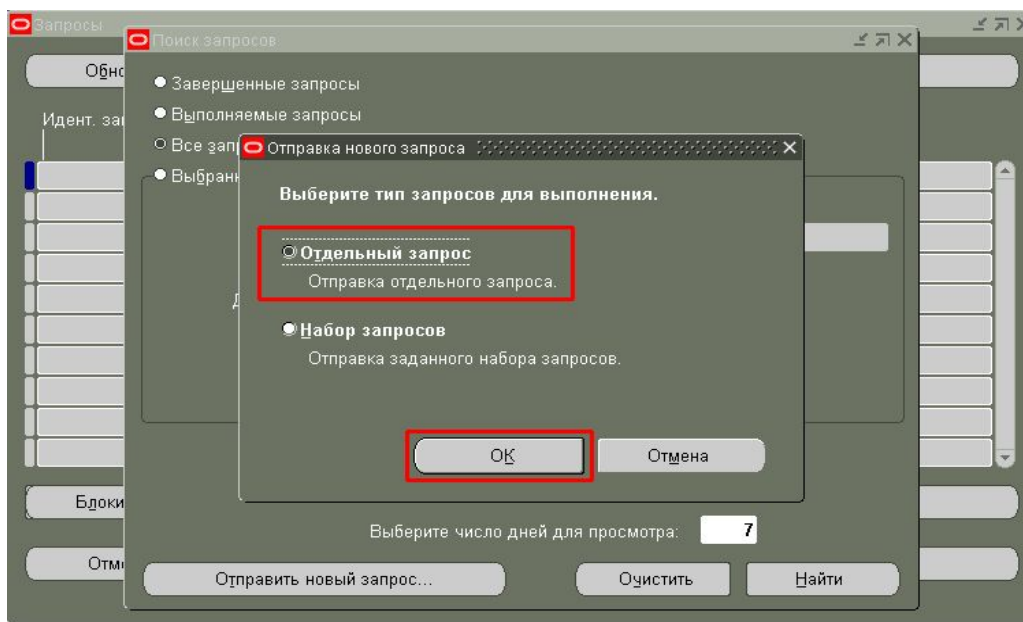 Запросы
Поиск запросов
Завершенные запросы
Выполняемые запросы
Все
Отправка нового запроса
Выберите тип запросов для выполнения.
Отдельный запрос
Отправка отдельного запроса.
Набор запросов
Отправка заданного набора запросов.
ОК
Отмена
Идент.
Выберите число дней для просмотра:
7
Отправить новый запрос...
Очистить
Найти